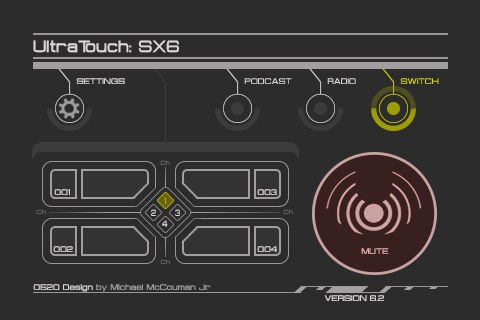 UltraTouch: SX6
SETTINGS
PODCAST
RADIO
SWITCH
Ch
001
003
1
Ch
2
3
Ch
4
002
004
Ch
MUTE
0620 Design by Michael McCouman Jr
VERSION 6.2